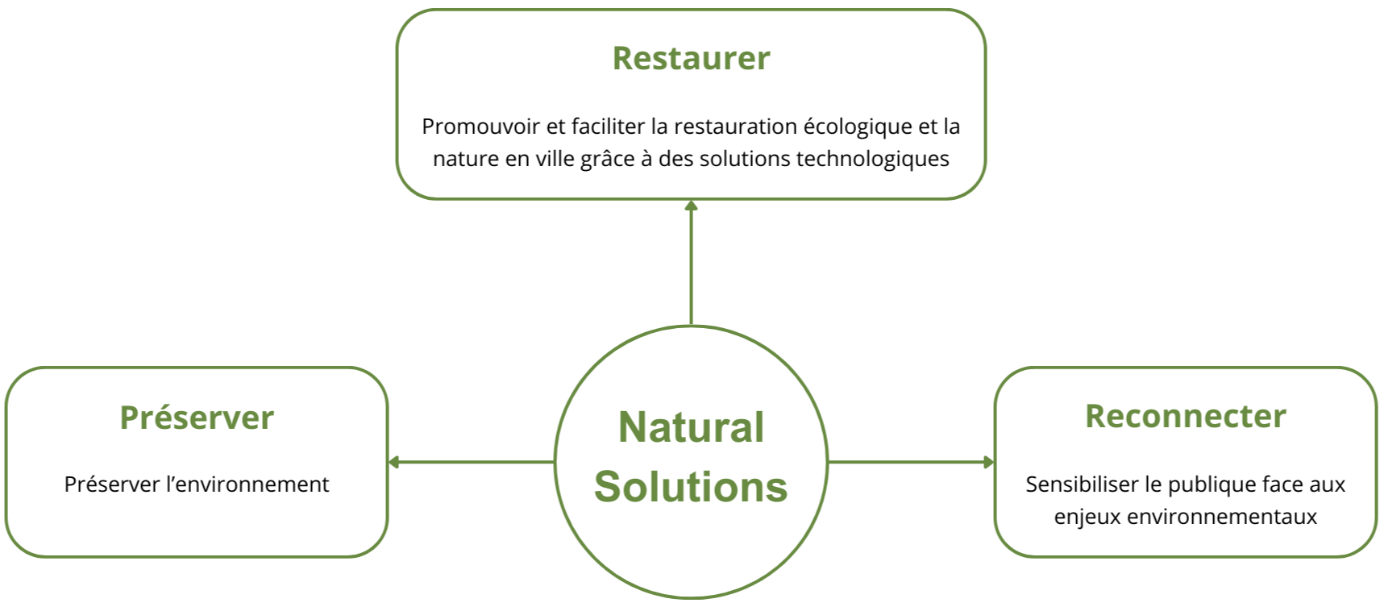 Restaurer
Promouvoir et faciliter la restauration écologique et la
nature en ville grâce à des solutions technologiques
Préserver
Préserver l’environnement
Natural
Solutions
Reconnecter
Sensibiliser le publique face aux
enjeux environnementaux